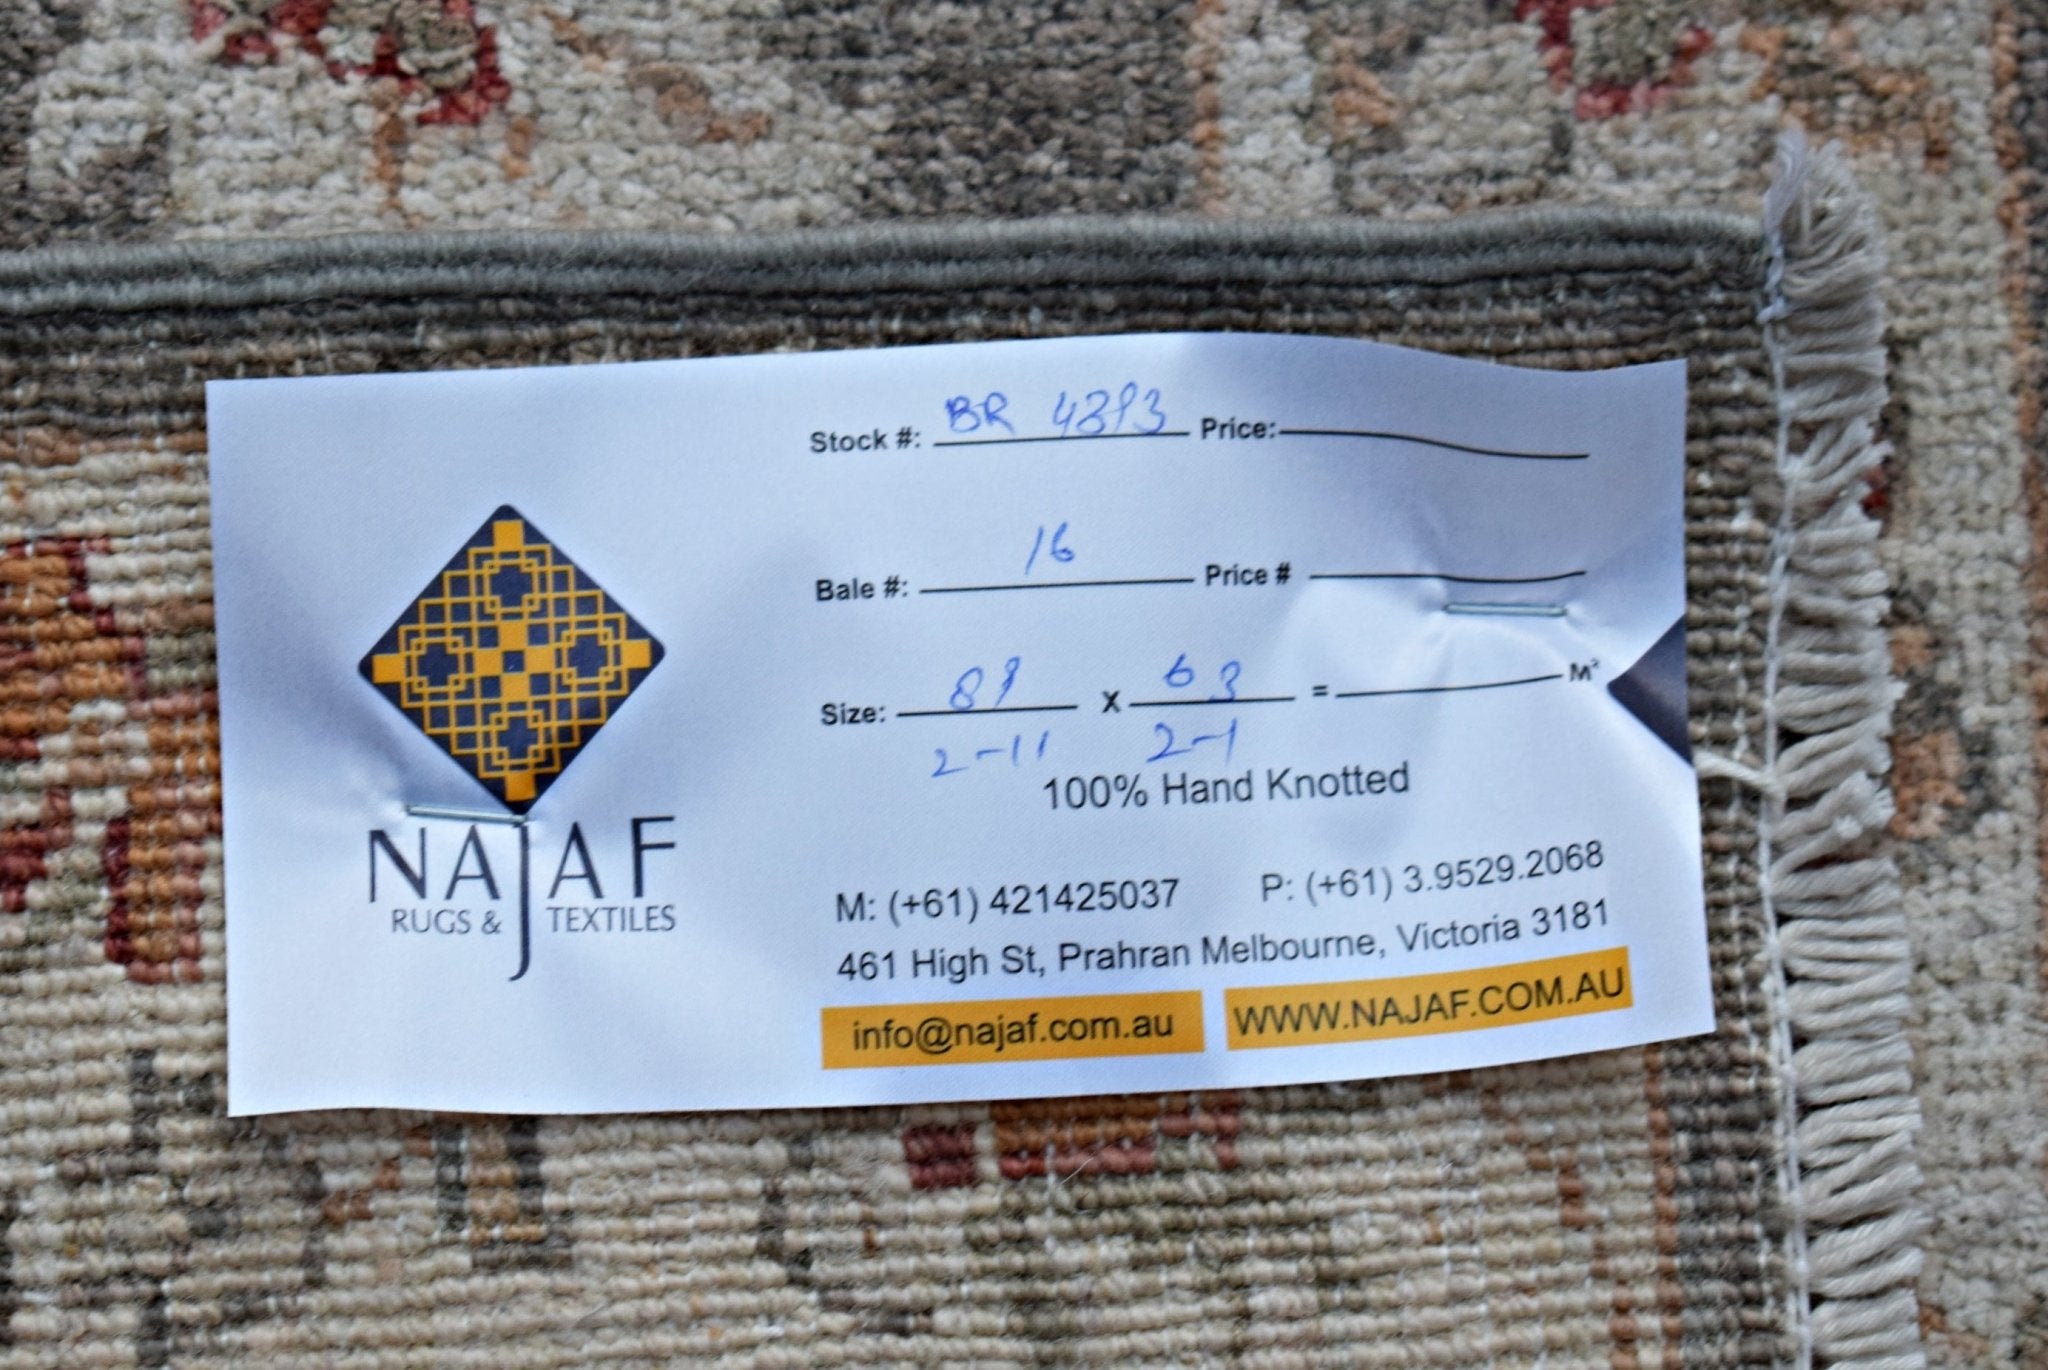 Stock #: BR 4393 Price:
Bale #: 16 Price #
Size: 89 X 63 = M²
2-11 2-1
100% Hand Knotted
NAJAF
RUGS & TEXTILES
M: (+61) 421425037 P: (+61) 3.9529.2068
461 High St, Prahran Melbourne, Victoria 3181
info@najaf.com.au WWW.NAJAF.COM.AU